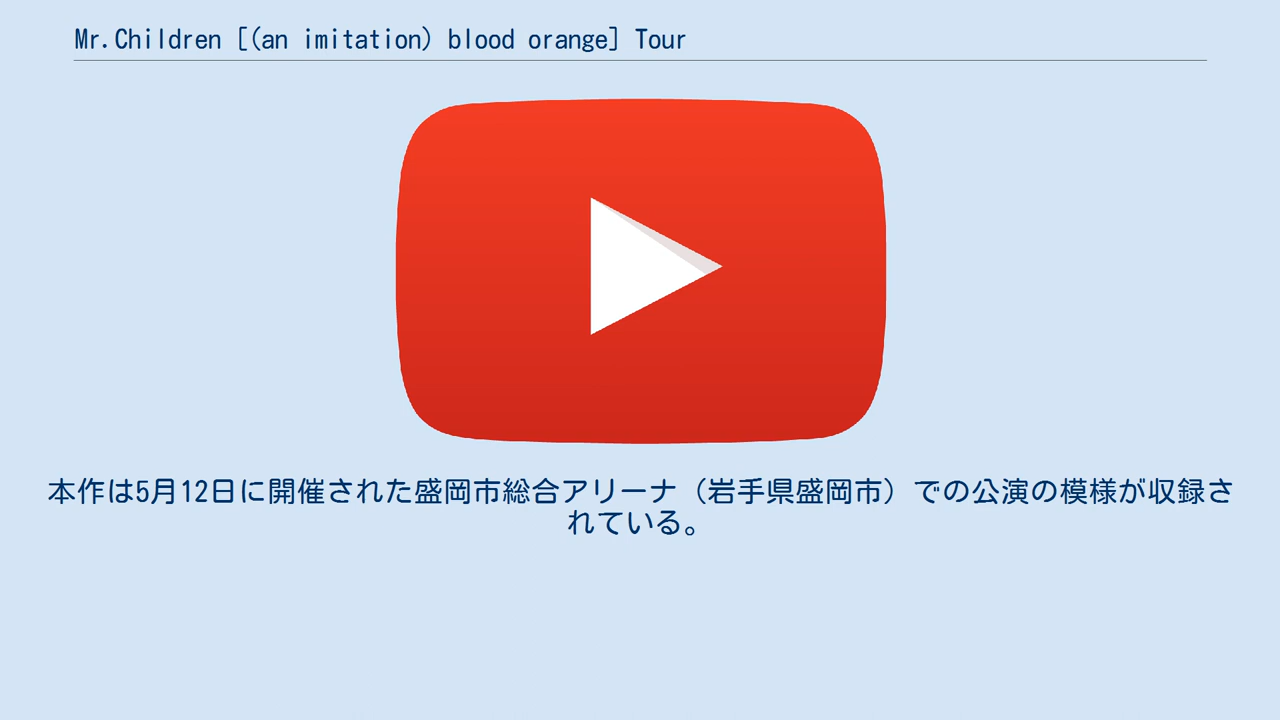 Mr.Children [(an imitation) blood orange] Tour
本作は5月12日に開催された盛岡市総合アリーナ（岩手県盛岡市）での公演の模様が収録さ
れている。